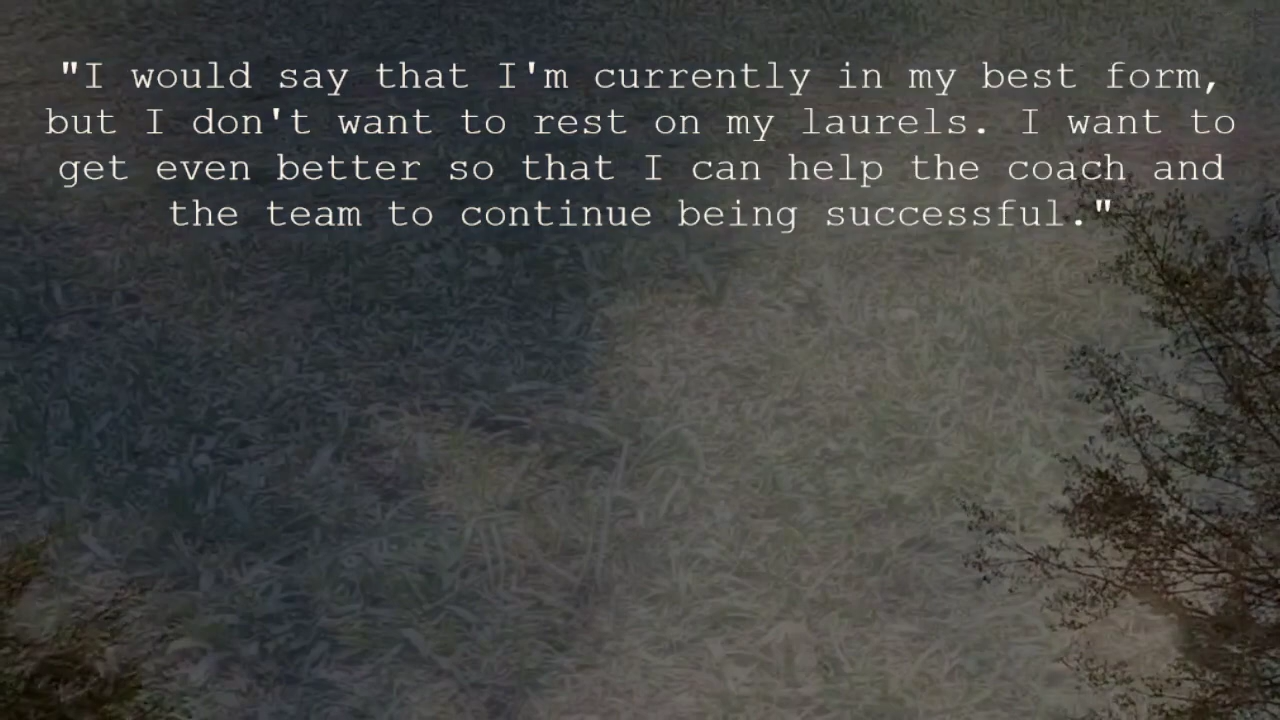 "I would say that I'm currently in my best form,
but I don't want to rest on my laurels. I want to
get even better so that I can help the coach and
the team to continue being successful."